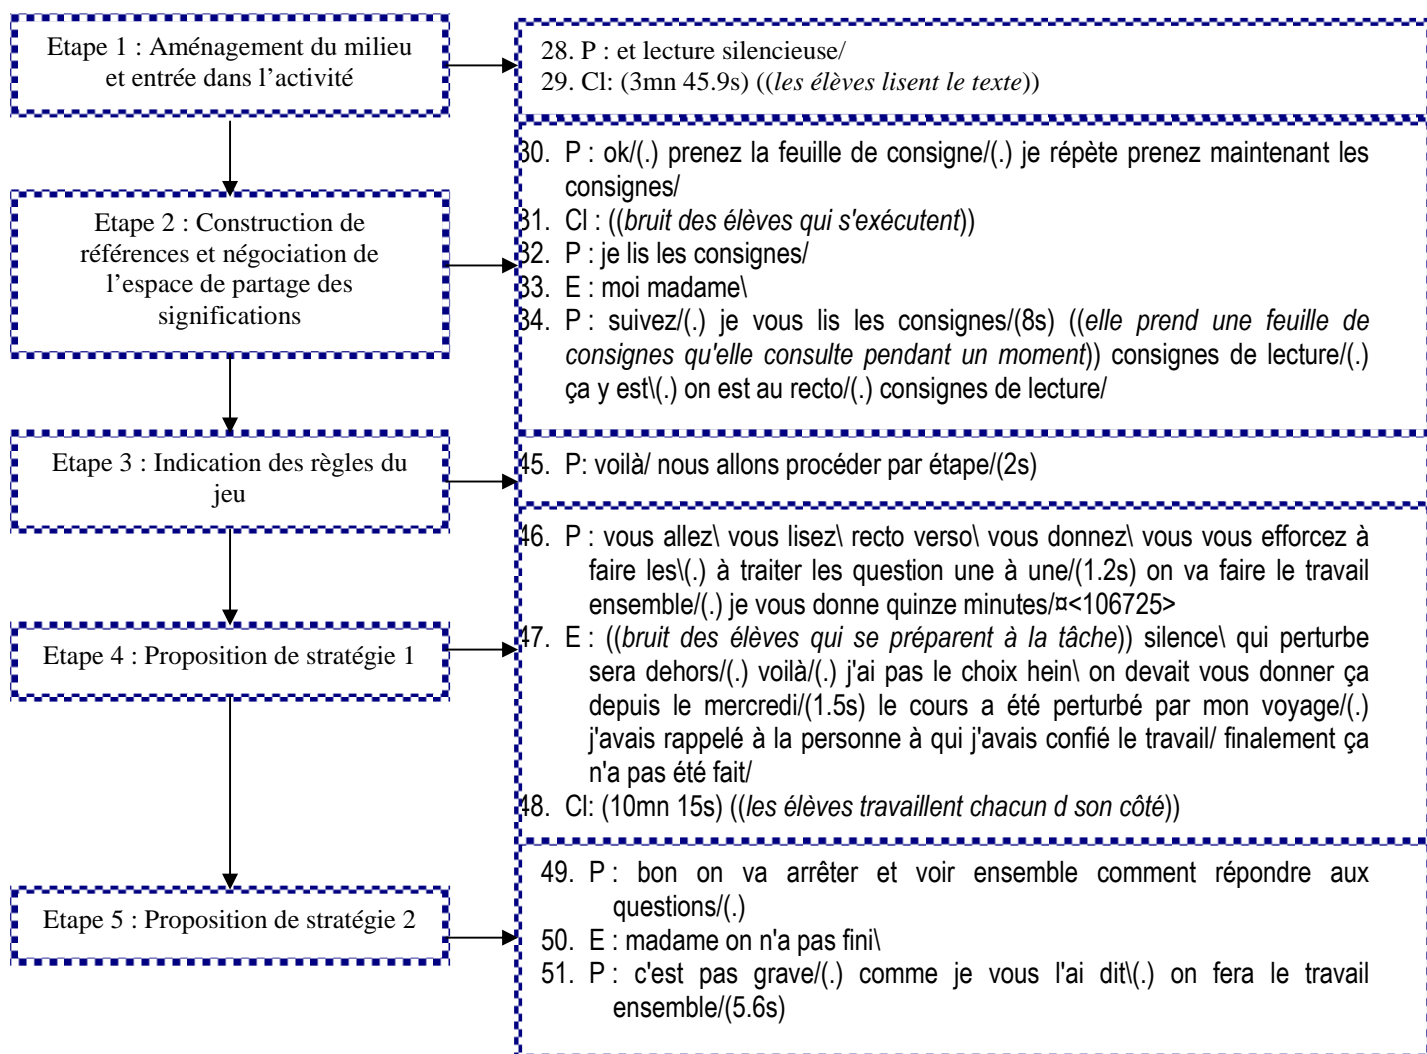 Etape 1 : Aménagement du milieu
et entrée dans l’activité
28. P : et lecture silencieuse/
29. Cl: (3mn 45.9s) ((les élèves lisent le texte))
Etape 2 : Construction de
références et négociation de
l’espace de partage des
significations
30. P : ok/(.) prenez la feuille de consigne/(.) je répète prenez maintenant les
consignes/
31. Cl : ((bruit des élèves qui s'exécutent))
32. P : je lis les consignes/
33. E : moi madame\
34. P : suivez/(.) je vous lis les consignes/(8s) ((elle prend une feuille de
consignes qu'elle consulte pendant un moment)) consignes de lecture/(.)
ça y est\(.) on est au recto/(.) consignes de lecture/
Etape 3 : Indication des règles du
jeu
45. P: voilà/ nous allons procéder par étape/(2s)
Etape 4 : Proposition de stratégie 1
46. P : vous allez\ vous lisez\ recto verso\ vous donnez\ vous vous efforcez à
faire les\(.) à traiter les question une à une/(1.2s) on va faire le travail
ensemble/(.) je vous donne quinze minutes/¤<106725>
47. E : ((bruit des élèves qui se préparent à la tâche)) silence\ qui perturbe
sera dehors/(.) voilà/(.) j'ai pas le choix hein\ on devait vous donner ça
depuis le mercredi/(1.5s) le cours a été perturbé par mon voyage/(.)
j'avais rappelé à la personne à qui j'avais confié le travail/ finalement ça
n'a pas été fait/
48. Cl: (10mn 15s) ((les élèves travaillent chacun d son côté))
Etape 5 : Proposition de stratégie 2
49. P : bon on va arrêter et voir ensemble comment répondre aux
questions/(.)
50. E : madame on n'a pas fini\
51. P : c'est pas grave/(.) comme je vous l'ai dit\(.) on fera le travail
ensemble/(5.6s)